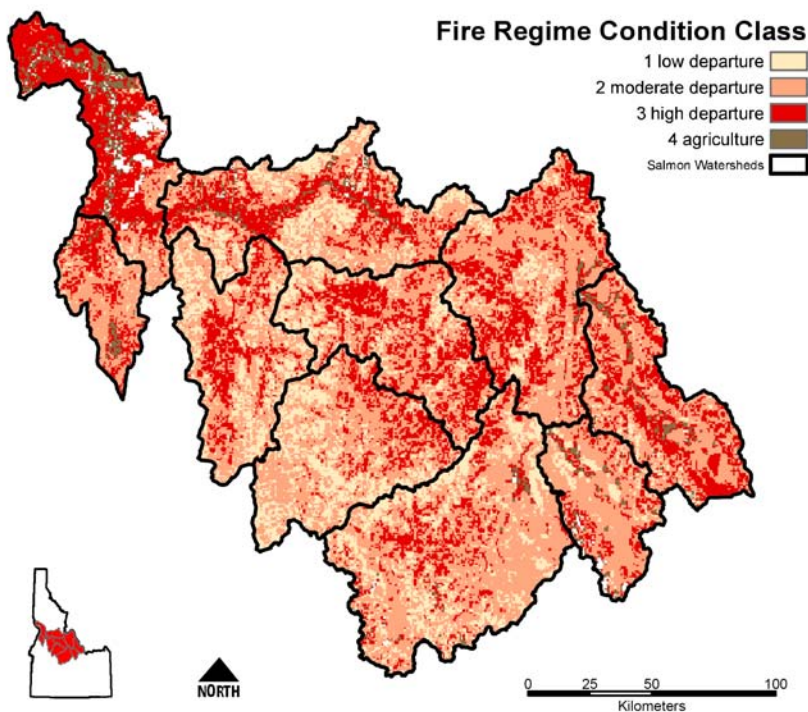 Fire Regime Condition Class
1 low departure
2 moderate departure
3 high departure
4 agriculture
Salmon Watersheds
NORTH
0 25 50 100
Kilometers